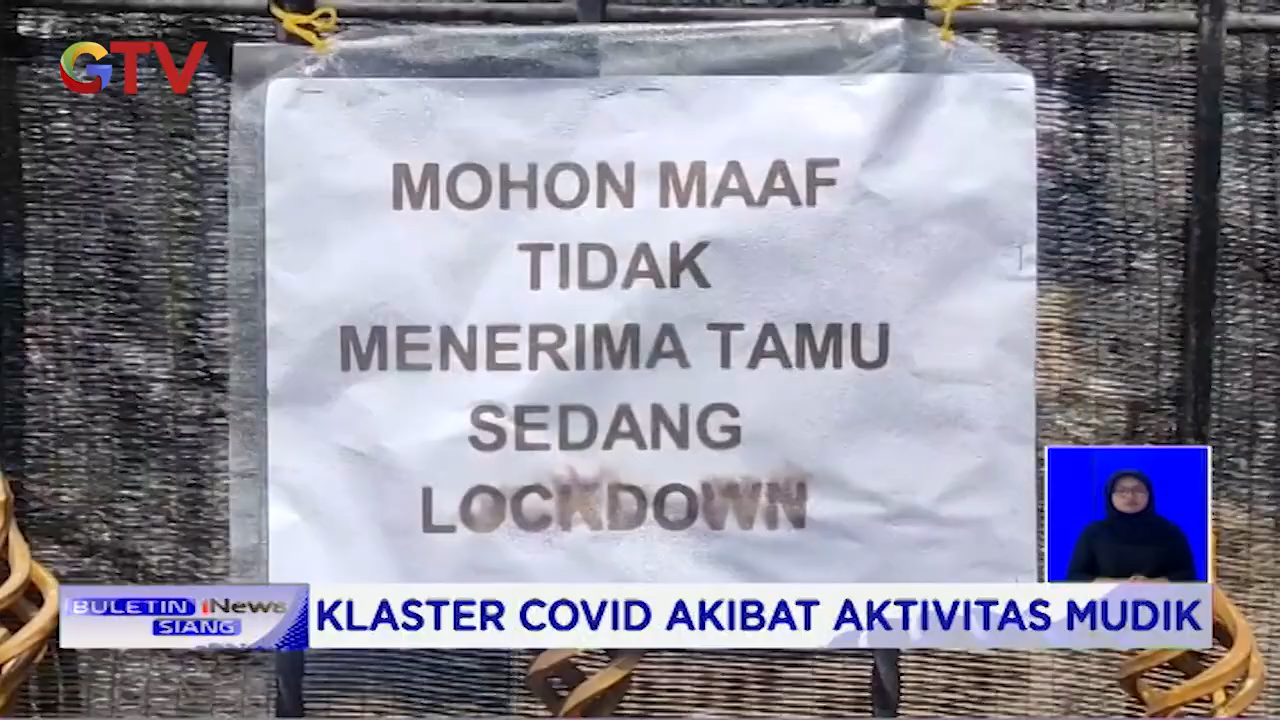 GTV
MOHON MAAF
TIDAK
MENERIMA TAMU
SEDANG
LOCKDOWN
BULETIN iNews
SIANG
KLASTER COVID AKIBAT AKTIVITAS MUDIK